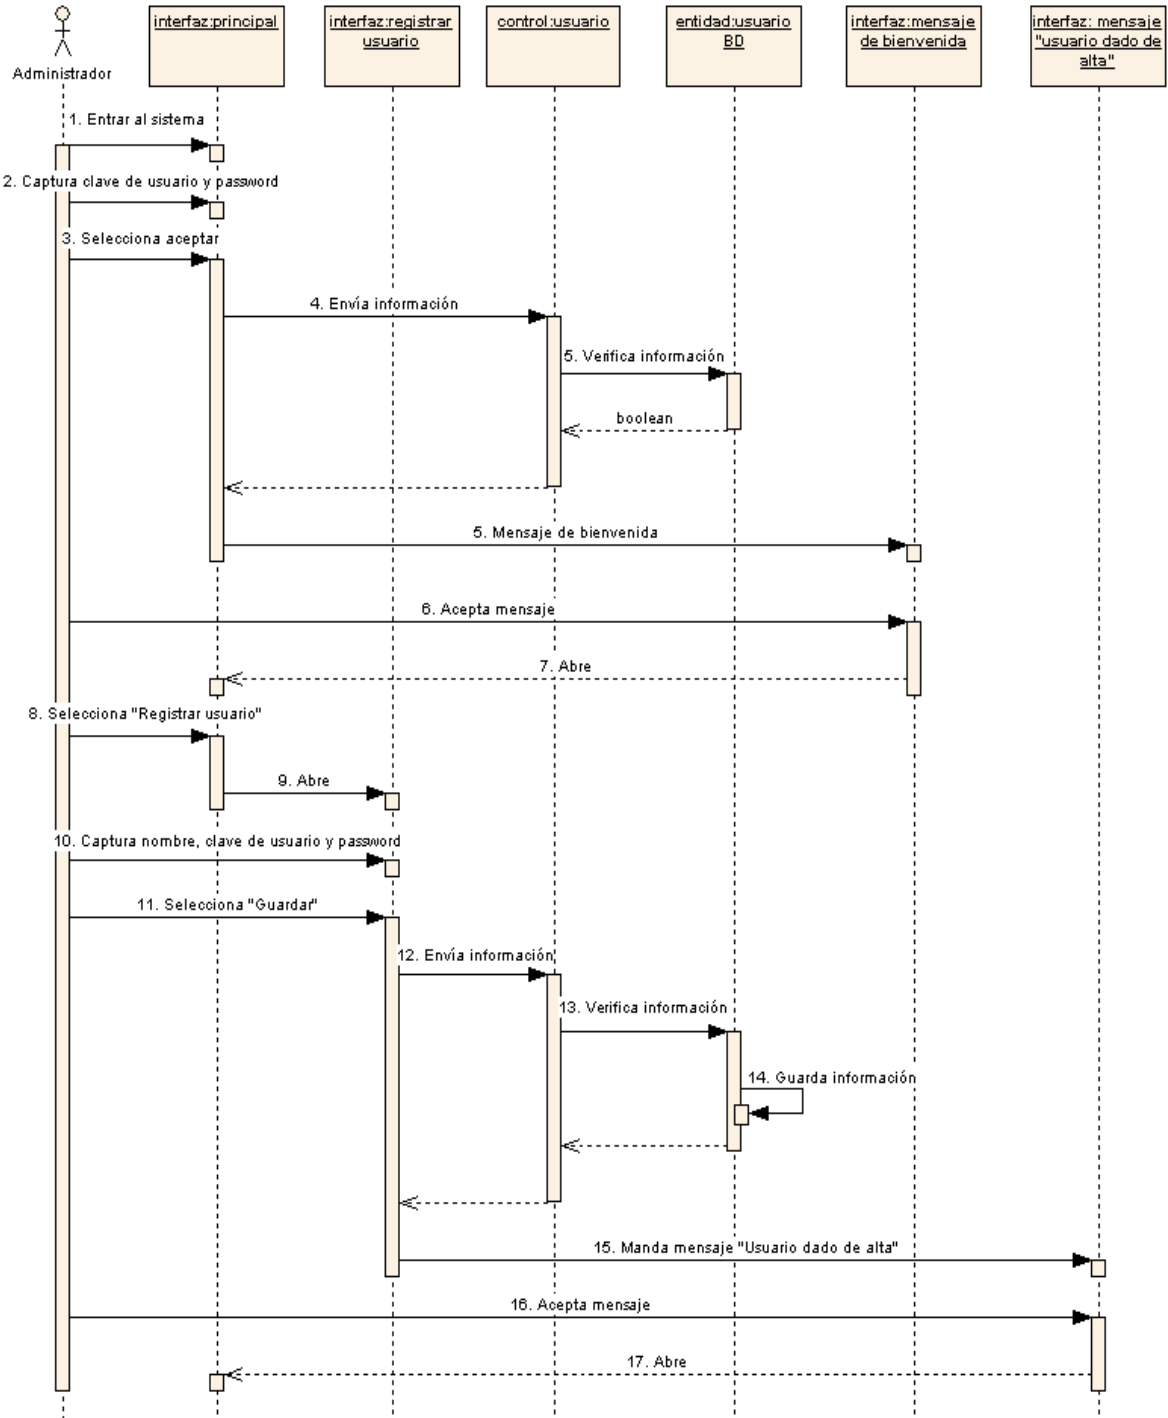 interfaz:principal
interfaz:registrar
usuario
control:usuario
entidad:usuario
BD
interfaz:mensaje
de bienvenida
interfaz: mensaje
"usuario dado de
alta"
Administrador
1. Entrar al sistema
2. Captura clave de usuario y password
3. Selecciona aceptar
4. Envía información
5. Verifica información
boolean
5. Mensaje de bienvenida
6. Acepta mensaje
7. Abre
8. Selecciona "Registrar usuario"
9. Abre
10. Captura nombre, clave de usuario y password
11. Selecciona "Guardar"
12. Envía información
13. Verifica información
14. Guarda información
15. Manda mensaje "Usuario dado de alta"
16. Acepta mensaje
17. Abre